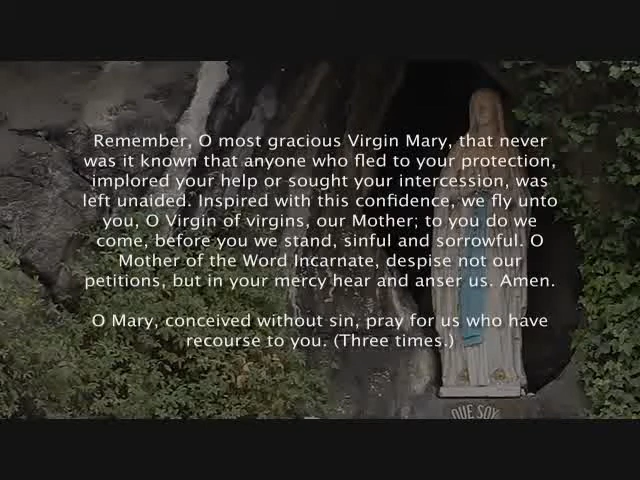 Remember, O most gracious Virgin Mary, that never
was it known that anyone who fled to your protection,
implored your help or sought your intercession, was
left unaided. Inspired with this confidence, we fly unto
you, O Virgin of virgins, our Mother; to you do we
come, before you we stand, sinful and sorrowful. O
Mother of the Word Incarnate, despise not our
petitions, but in your mercy hear and anser us. Amen.
O Mary, conceived without sin, pray for us who have
recourse to you. (Three times.)
QUE SOY